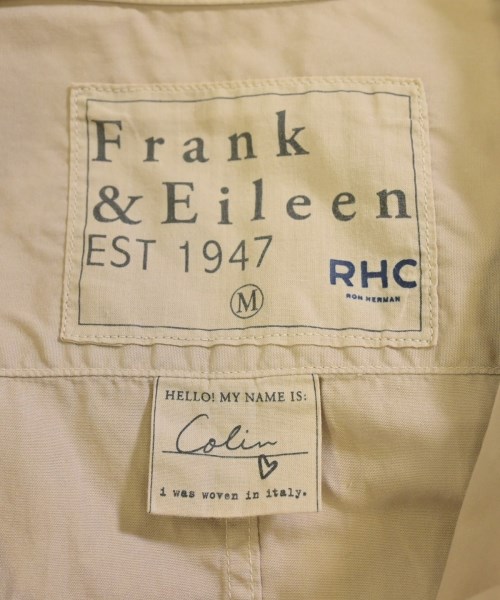 Frank
& Eileen
EST 1947
RHC
RON HERMAN
M
HELLO! MY NAME IS:
Colin
i was woven in italy.